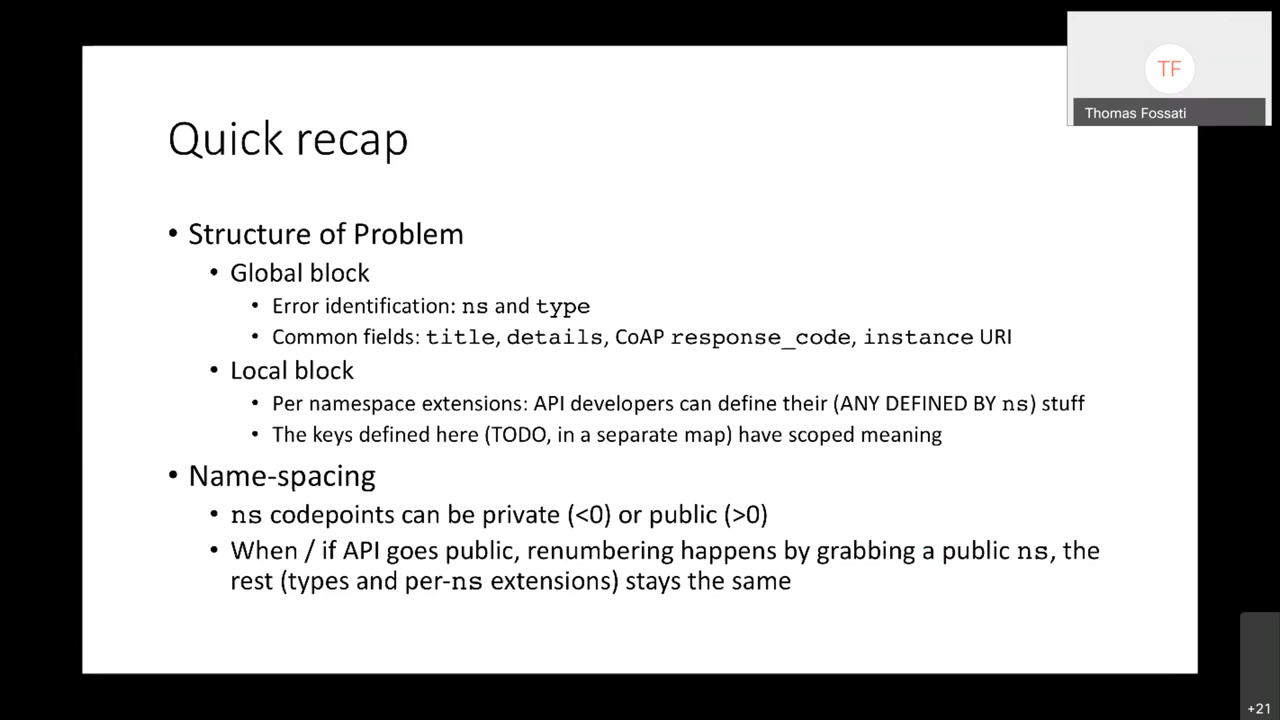 Quick recap
• Structure of Problem
• Global block
• Error identification: ns and type
• Common fields: title, details, CoAP response_code, instance URI
• Local block
• Per namespace extensions: API developers can define their (ANY DEFINED BY ns) stuff
• The keys defined here (TODO, in a separate map) have scoped meaning
• Name-spacing
• ns codepoints can be private (<0) or public (>0)
• When / if API goes public, renumbering happens by grabbing a public ns, the
rest (types and per-ns extensions) stays the same
TF
Thomas Fossati
+21